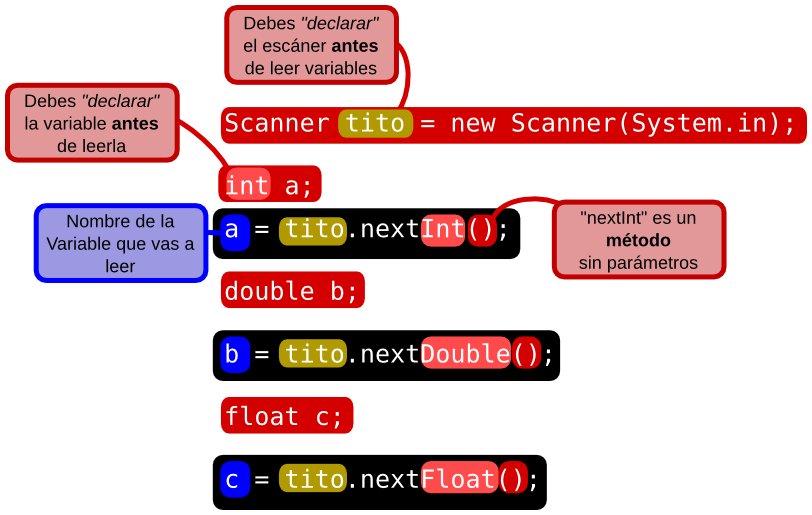 Debes "declarar"
el escáner antes
de leer variables
Debes "declarar"
la variable antes
de leerla
Scanner tito = new Scanner(System.in);
int a;
Nombre de la
Variable que vas a
leer
a = tito.nextInt();
"nextInt" es un
método
sin parámetros
double b;
b = tito.nextDouble();
float c;
c = tito.nextFloat();